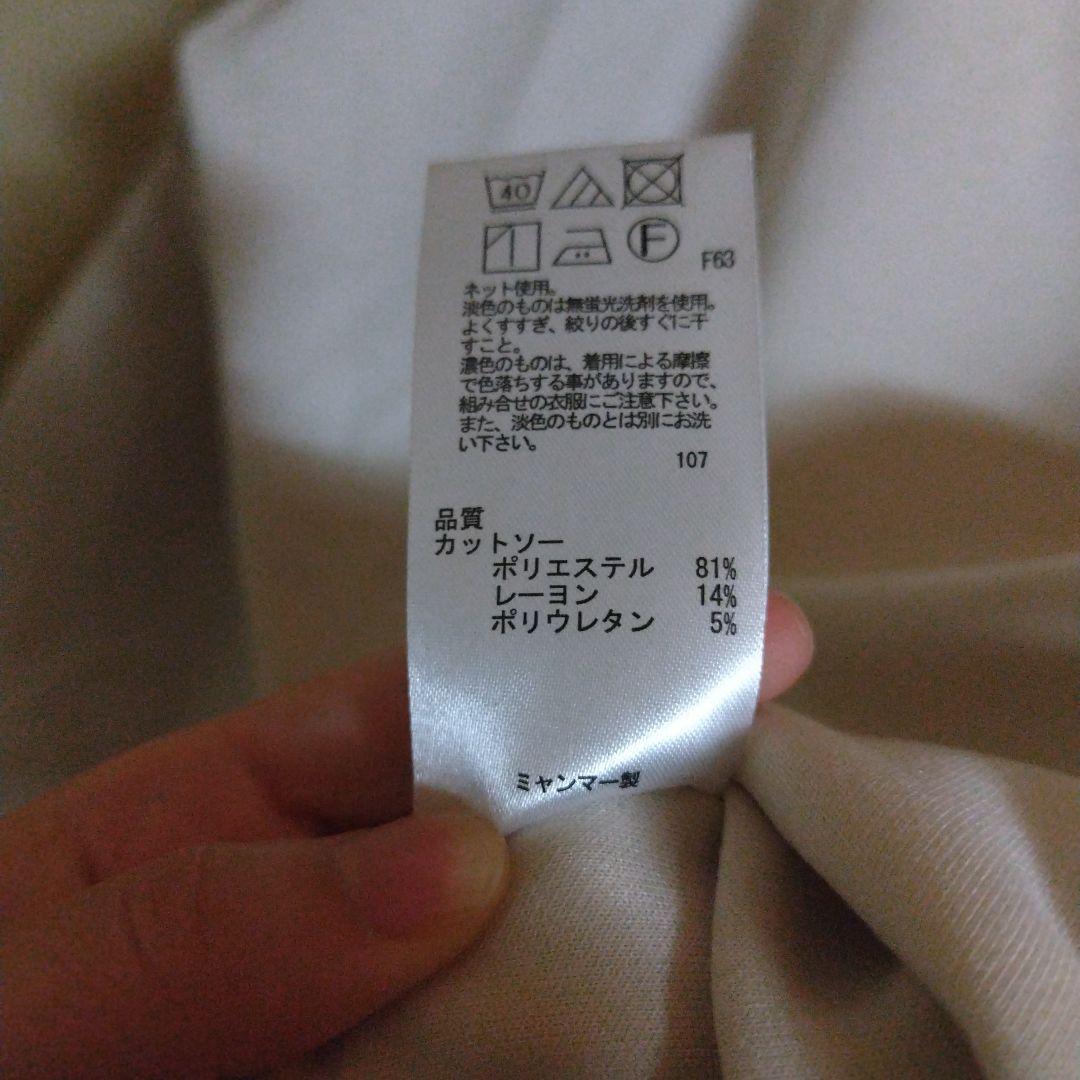 40
F
F63
ネット使用。
淡色のものは無蛍光洗剤を使用。
よくすすぎ、絞りの後すぐに干
すこと。
濃色のものは、着用による摩擦
で色落ちする事がありますので、
組み合せの衣服にご注意下さい。
また、淡色のものとは別にお洗
い下さい。
107
品質
カットソー
ポリエステル 81%
レーヨン 14%
ポリウレタン 5%
ミャンマー製